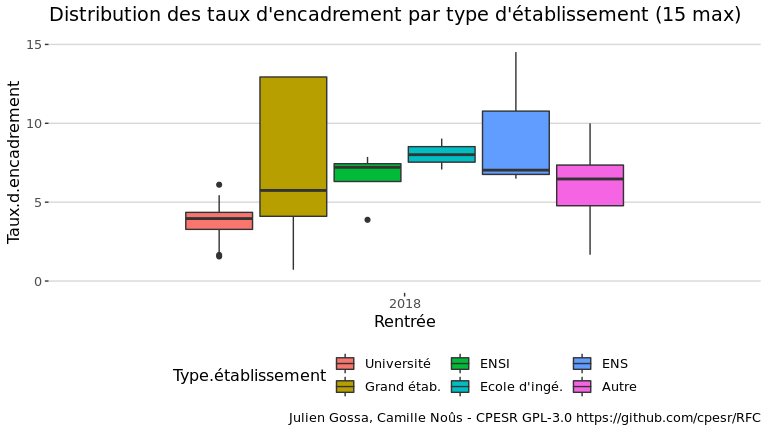 Distribution des taux d'encadrement par type d'établissement (15 max)
Taux.d.encadrement
15
10
5
0
2018
Rentrée
Type.établissement
Université
ENSI
ENS
Grand étab.
Ecole d'ingé.
Autre
Julien Gossa, Camille Noûs - CPESR GPL-3.0 https://github.com/cpesr/RFC